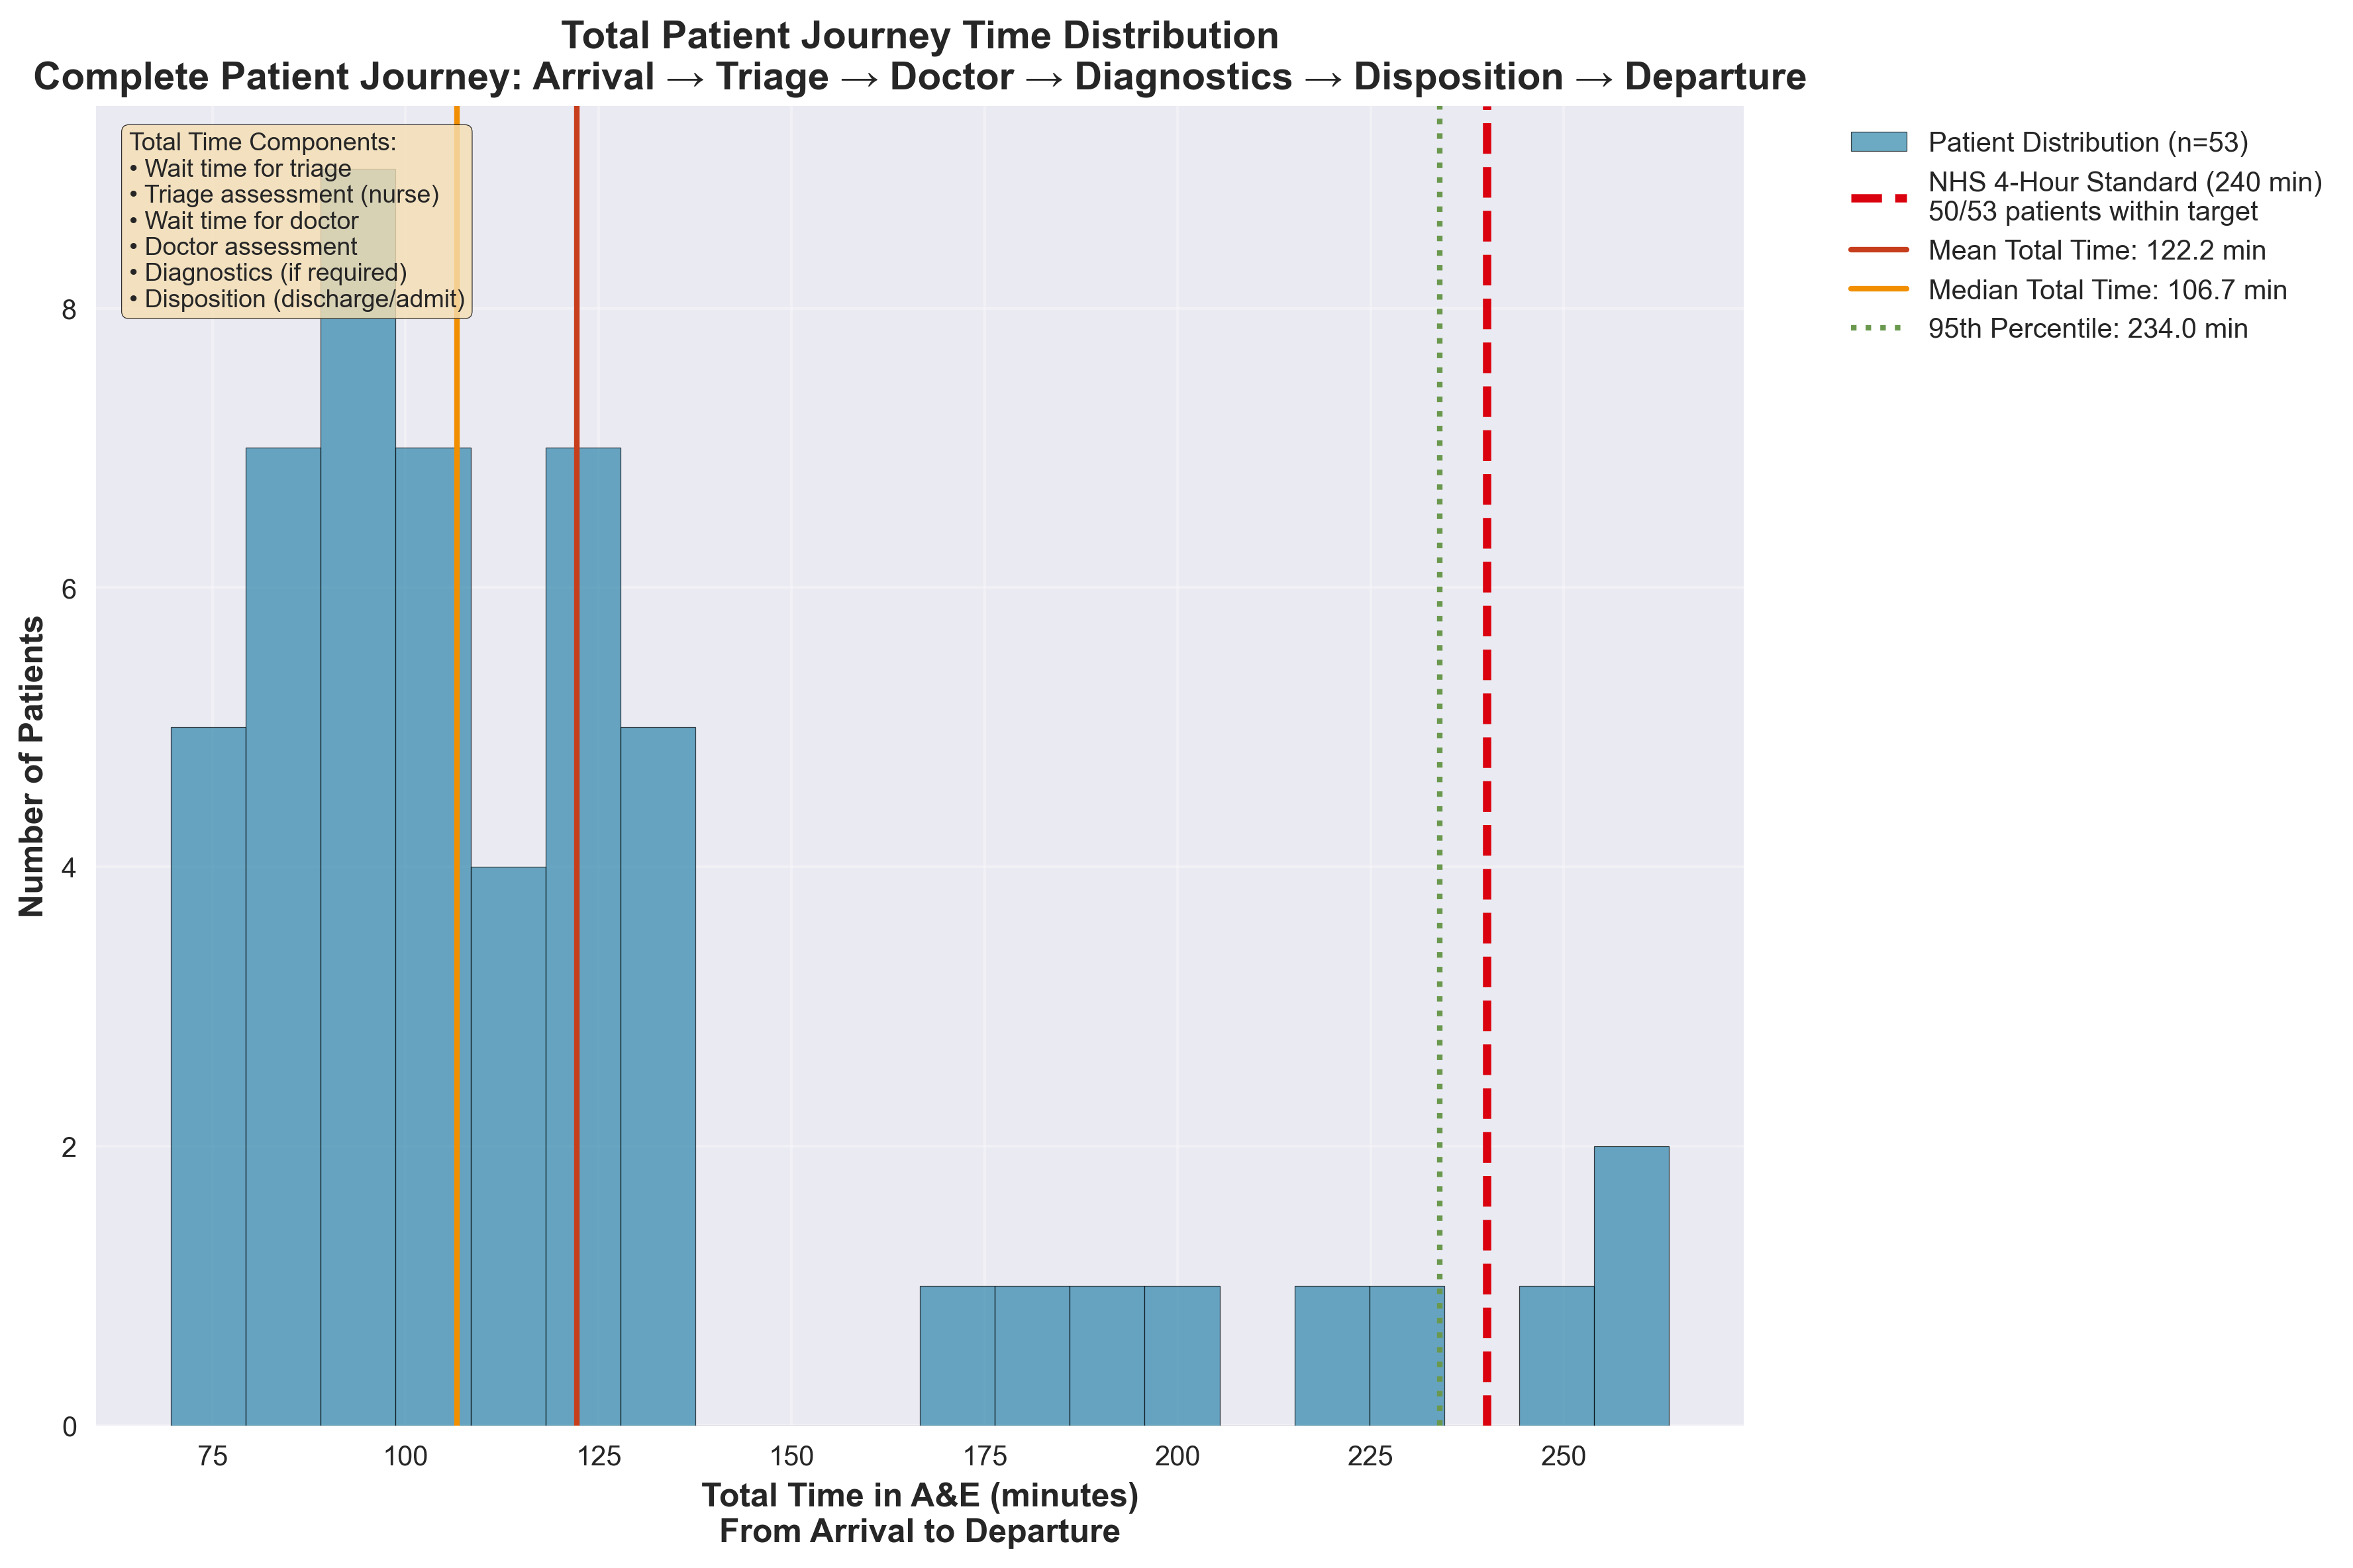 Total Patient Journey Time Distribution
Complete Patient Journey: Arrival → Triage → Doctor → Diagnostics → Disposition → Departure
Total Time Components:
• Wait time for triage
• Triage assessment (nurse)
• Wait time for doctor
• Doctor assessment
• Diagnostics (if required)
• Disposition (discharge/admit)
Patient Distribution (n=53)
NHS 4-Hour Standard (240 min)
50/53 patients within target
Mean Total Time: 122.2 min
Median Total Time: 106.7 min
95th Percentile: 234.0 min
Number of Patients
8
6
4
2
0
75 100 125 150 175 200 225 250
Total Time in A&E (minutes)
From Arrival to Departure